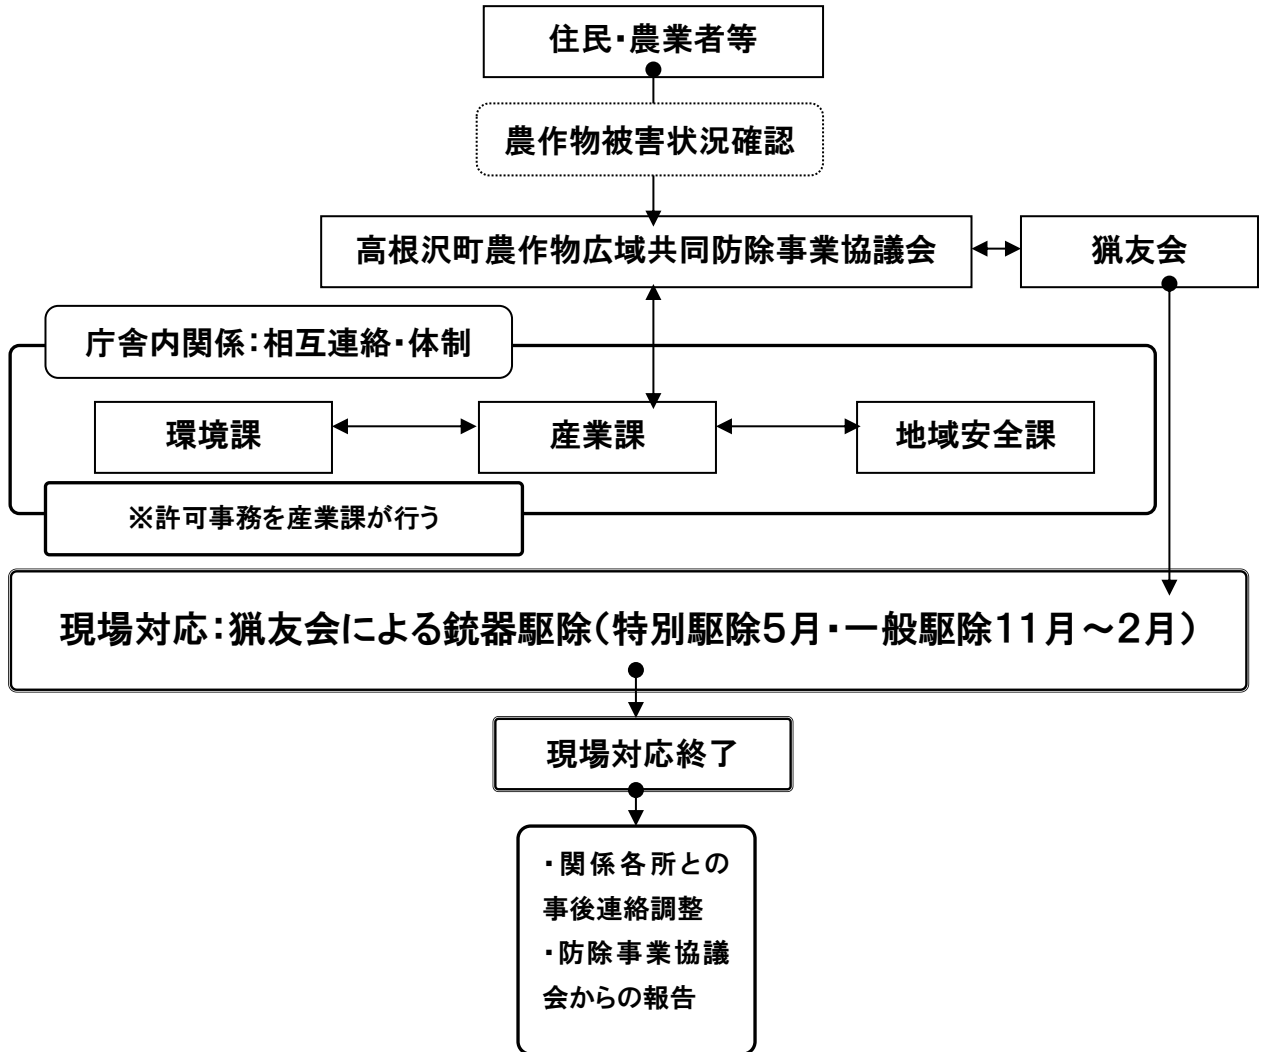 住民・農業者等
農作物被害状況確認
高根沢町農作物広域共同防除事業協議会
猟友会
庁舎内関係：相互連絡・体制
環境課
産業課
地域安全課
※許可事務を産業課が行う
現場対応：猟友会による銃器駆除（特別駆除５月・一般駆除１１月～２月）
現場対応終了
・関係各所との
事後連絡調整
・防除事業協議
会からの報告